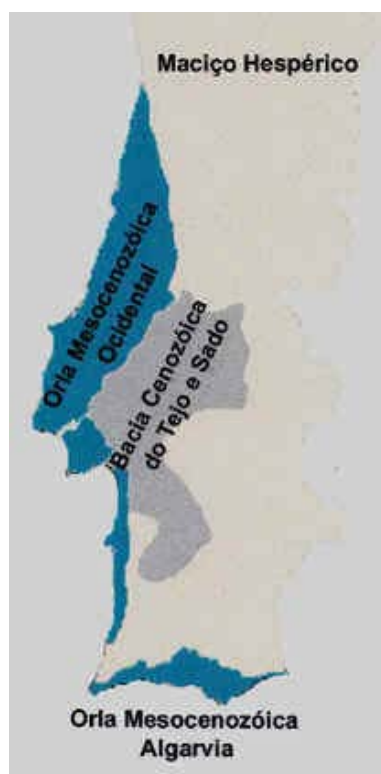 Maciço Hespérico
Orla Mesocenozóica
Ocidental
Bacia Cenozóica
do Tejo e Sado
Orla Mesocenozóica
Algarvia